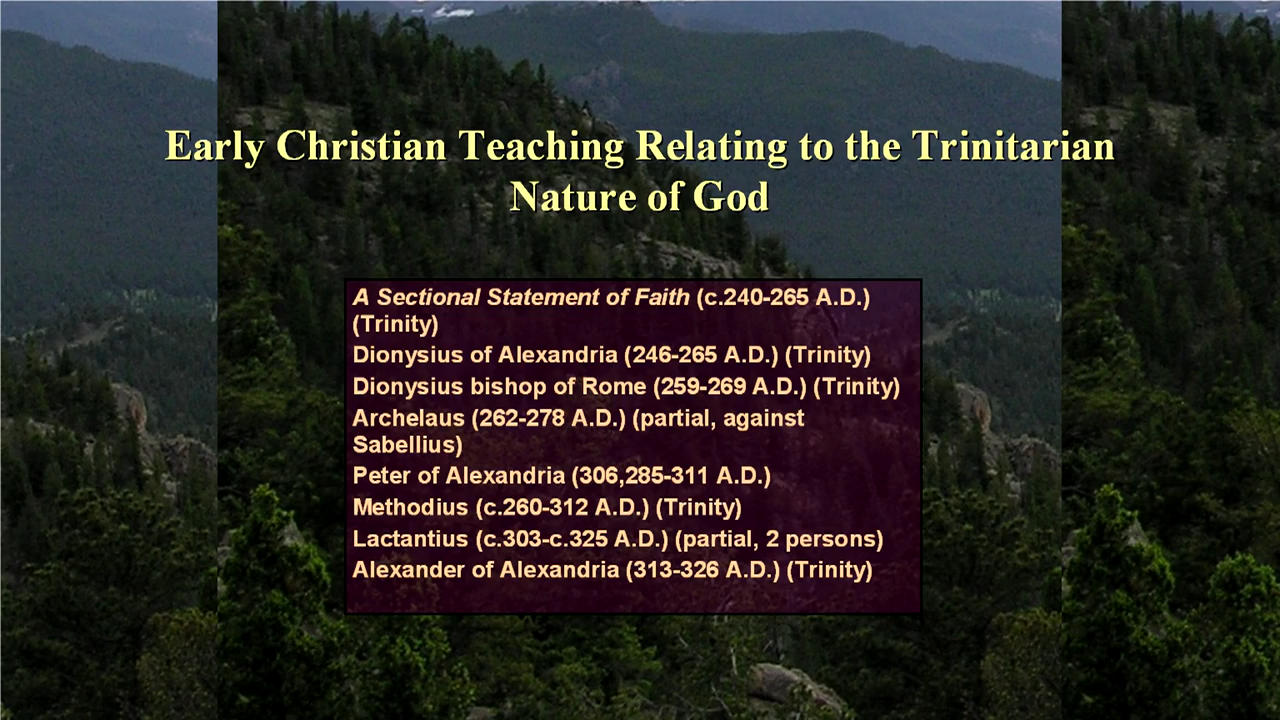 Early Christian Teaching Relating to the Trinitarian
Nature of God
A Sectional Statement of Faith (c.240-265 A.D.)
(Trinity)
Dionysius of Alexandria (246-265 A.D.) (Trinity)
Dionysius bishop of Rome (259-269 A.D.) (Trinity)
Archelaus (262-278 A.D.) (partial, against
Sabellius)
Peter of Alexandria (306,285-311 A.D.)
Methodius (c.260-312 A.D.) (Trinity)
Lactantius (c.303-c.325 A.D.) (partial, 2 persons)
Alexander of Alexandria (313-326 A.D.) (Trinity)